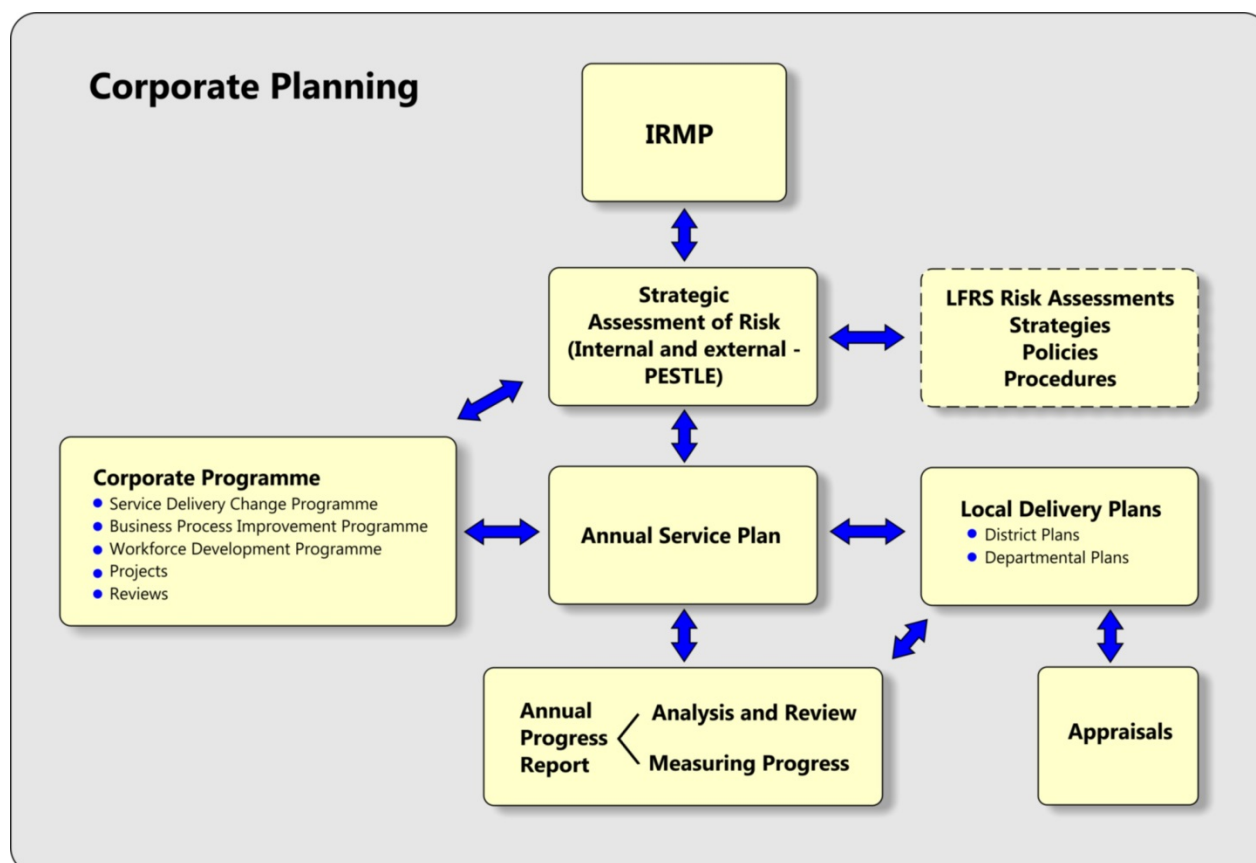 Corporate Planning
IRMP
Strategic
Assessment of Risk
(Internal and external -
PESTLE)
LFRS Risk Assessments
Strategies
Policies
Procedures
Corporate Programme
Service Delivery Change Programme
Business Process Improvement Programme
Workforce Development Programme
Projects
Reviews
Annual Service Plan
Local Delivery Plans
District Plans
Departmental Plans
Annual
Progress
Report
Analysis and Review
Measuring Progress
Appraisals